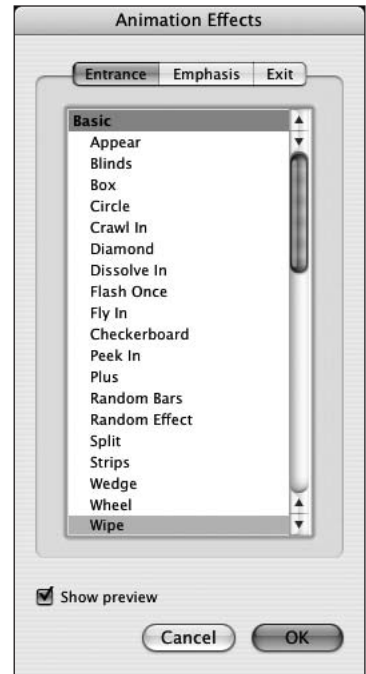 Animation Effects
Entrance Emphasis Exit
Basic
Appear
Blinds
Box
Circle
Crawl In
Diamond
Dissolve In
Flash Once
Fly In
Checkerboard
Peek In
Plus
Random Bars
Random Effect
Split
Strips
Wedge
Wheel
Wipe
Show preview
Cancel OK